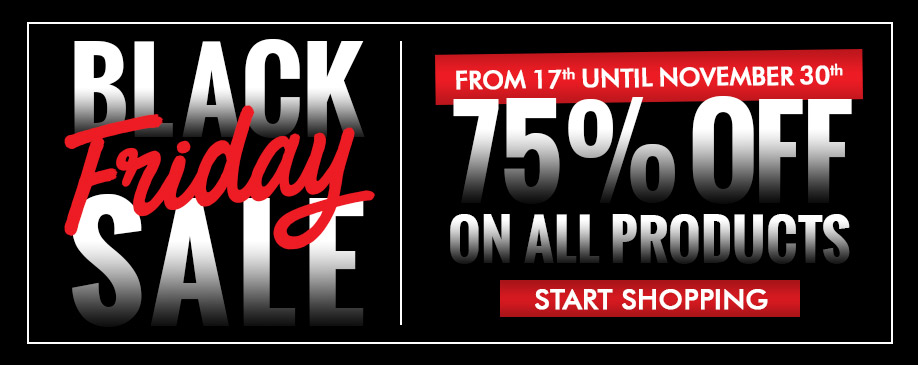 BLACK
Friday
SALE
FROM 17th UNTIL NOVEMBER 30th
75% OFF
ON ALL PRODUCTS
START SHOPPING